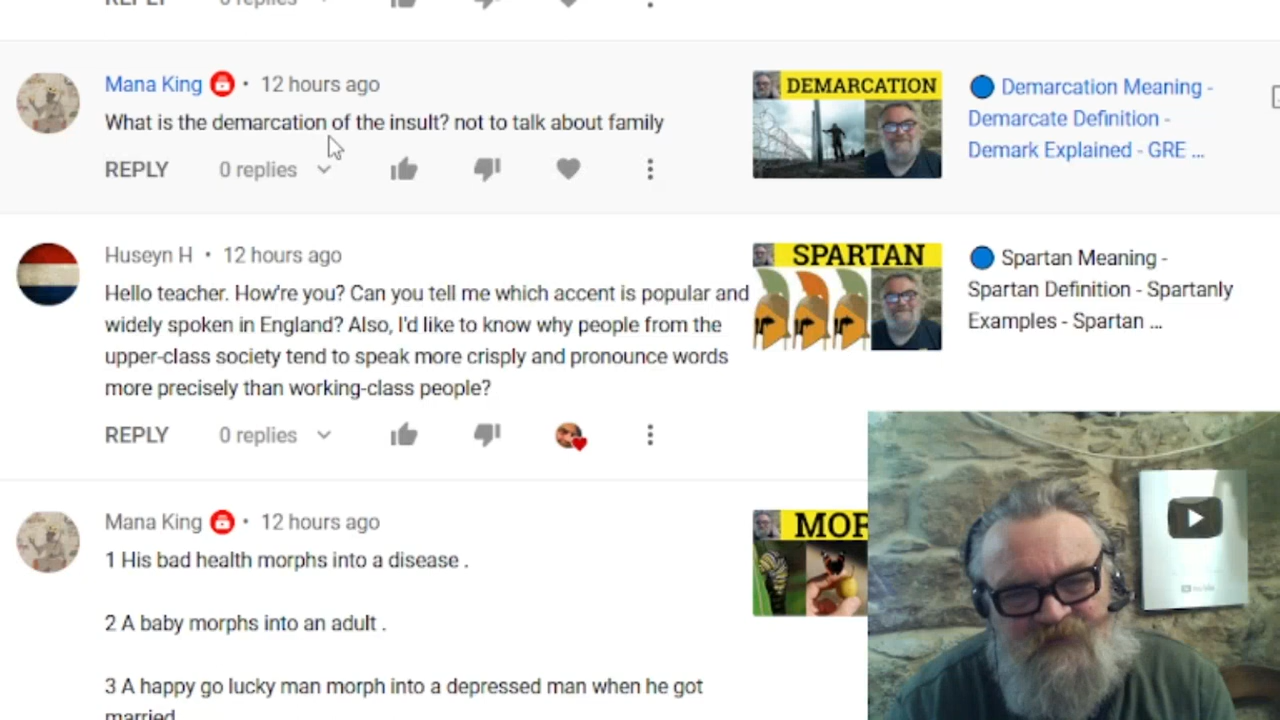 REPLY 0 replies
Mana King • 12 hours ago
What is the demarcation of the insult? not to talk about family
REPLY 0 replies
DEMARCATION
🔵 Demarcation Meaning -
Demarcate Definition -
Demark Explained - GRE ...
Huseyn H • 12 hours ago
Hello teacher. How're you? Can you tell me which accent is popular and
widely spoken in England? Also, I'd like to know why people from the
upper-class society tend to speak more crisply and pronounce words
more precisely than working-class people?
REPLY 0 replies
SPARTAN
🔵 Spartan Meaning -
Spartan Definition - Spartanly
Examples - Spartan ...
Mana King • 12 hours ago
1 His bad health morphs into a disease .
2 A baby morphs into an adult .
3 A happy go lucky man morph into a depressed man when he got
married
MOR